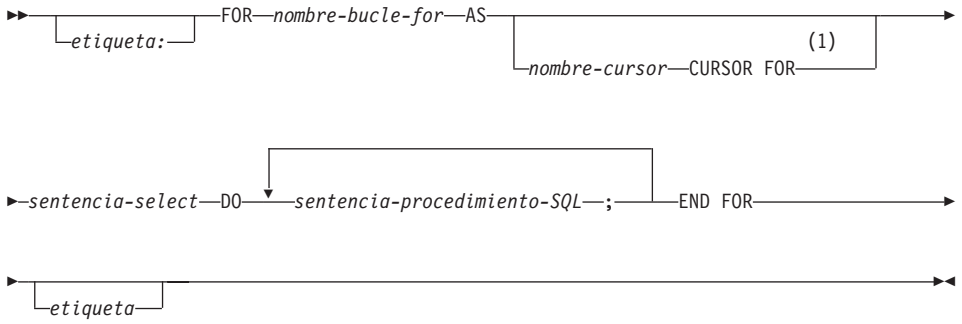 FOR nombre-bucle-for AS
etiqueta:
(1)
nombre-cursor CURSOR FOR
sentencia-select DO sentencia-procedimiento-SQL ; END FOR
etiqueta